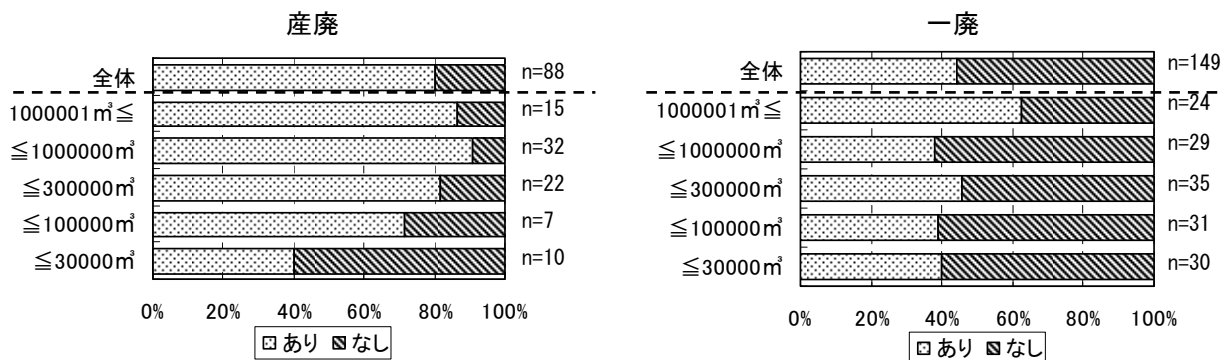 産廃
全体 n=88
1000001㎥≦ n=15
≦1000000㎥ n=32
≦300000㎥ n=22
≦100000㎥ n=7
≦30000㎥ n=10
0% 20% 40% 60% 80% 100%
あり なし
一廃
全体 n=149
1000001㎥≦ n=24
≦1000000㎥ n=29
≦300000㎥ n=35
≦100000㎥ n=31
≦30000㎥ n=30
0% 20% 40% 60% 80% 100%
あり なし